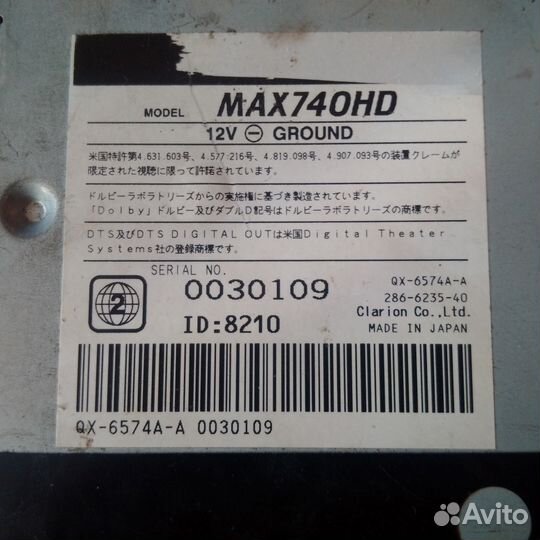 MODEL MAX740HD
12V ⊖ GROUND
米国特許第4.631.603号、4.577.216号、4.819.098号、4.907.093号の装置クレームが
限定された視聴に限って許諾されています。
ドルビーラボラトリーズからの実施権に基づき製造されています。
「Dolby」ドルビー及びダブルD記号はドルビーラボラトリーズの商標です。
DTS及びDTS DIGITAL OUTは米国Digital Theater
Systems社の登録商標です。
SERIAL NO.
2
0030109
ID:8210
QX-6574A-A
286-6235-40
Clarion Co.,Ltd.
MADE IN JAPAN
QX-6574A-A 0030109
Avito